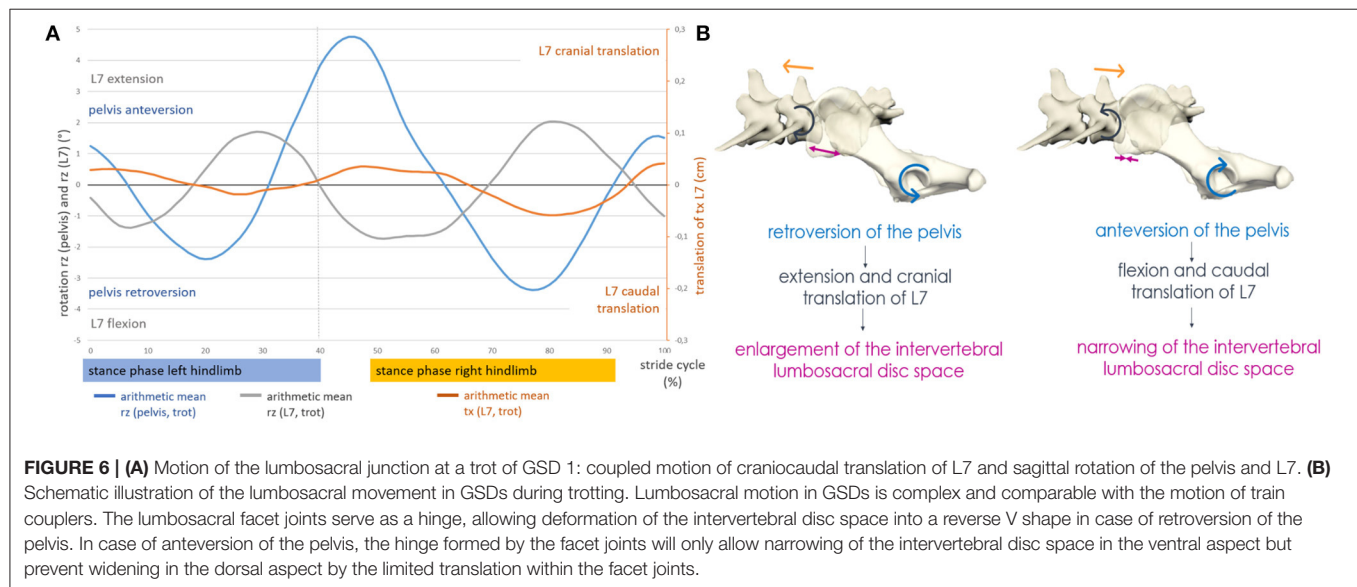 A
B
5
4
3
2
1
0
-1
-2
-3
-4
-5
rotation rz (pelvis) and rz (L7) (°)
L7 extension
pelvis anteversion
pelvis retroversion
L7 flexion
L7 cranial translation
L7 caudal
translation
0,3
0,2
0,1
0
-0,1
-0,2
-0,3
translation of tx L7 (cm)
0 10 20 30 40 50 60 70 80 90 100
stance phase left hindlimb
stance phase right hindlimb
stride cycle
(%)
arithmetic mean
rz (pelvis, trot)
arithmetic mean
rz (L7, trot)
arithmetic mean
tx (L7, trot)
retroversion of the pelvis
extension and cranial
translation of L7
enlargement of the intervertebral
lumbosacral disc space
anteversion of the pelvis
flexion and caudal
translation of L7
narrowing of the intervertebral
lumbosacral disc space
FIGURE 6 | (A) Motion of the lumbosacral junction at a trot of GSD 1: coupled motion of craniocaudal translation of L7 and sagittal rotation of the pelvis and L7. (B)
Schematic illustration of the lumbosacral movement in GSDs during trotting. Lumbosacral motion in GSDs is complex and comparable with the motion of train
couplers. The lumbosacral facet joints serve as a hinge, allowing deformation of the intervertebral disc space into a reverse V shape in case of retroversion of the
pelvis. In case of anteversion of the pelvis, the hinge formed by the facet joints will only allow narrowing of the intervertebral disc space in the ventral aspect but
prevent widening in the dorsal aspect by the limited translation within the facet joints.